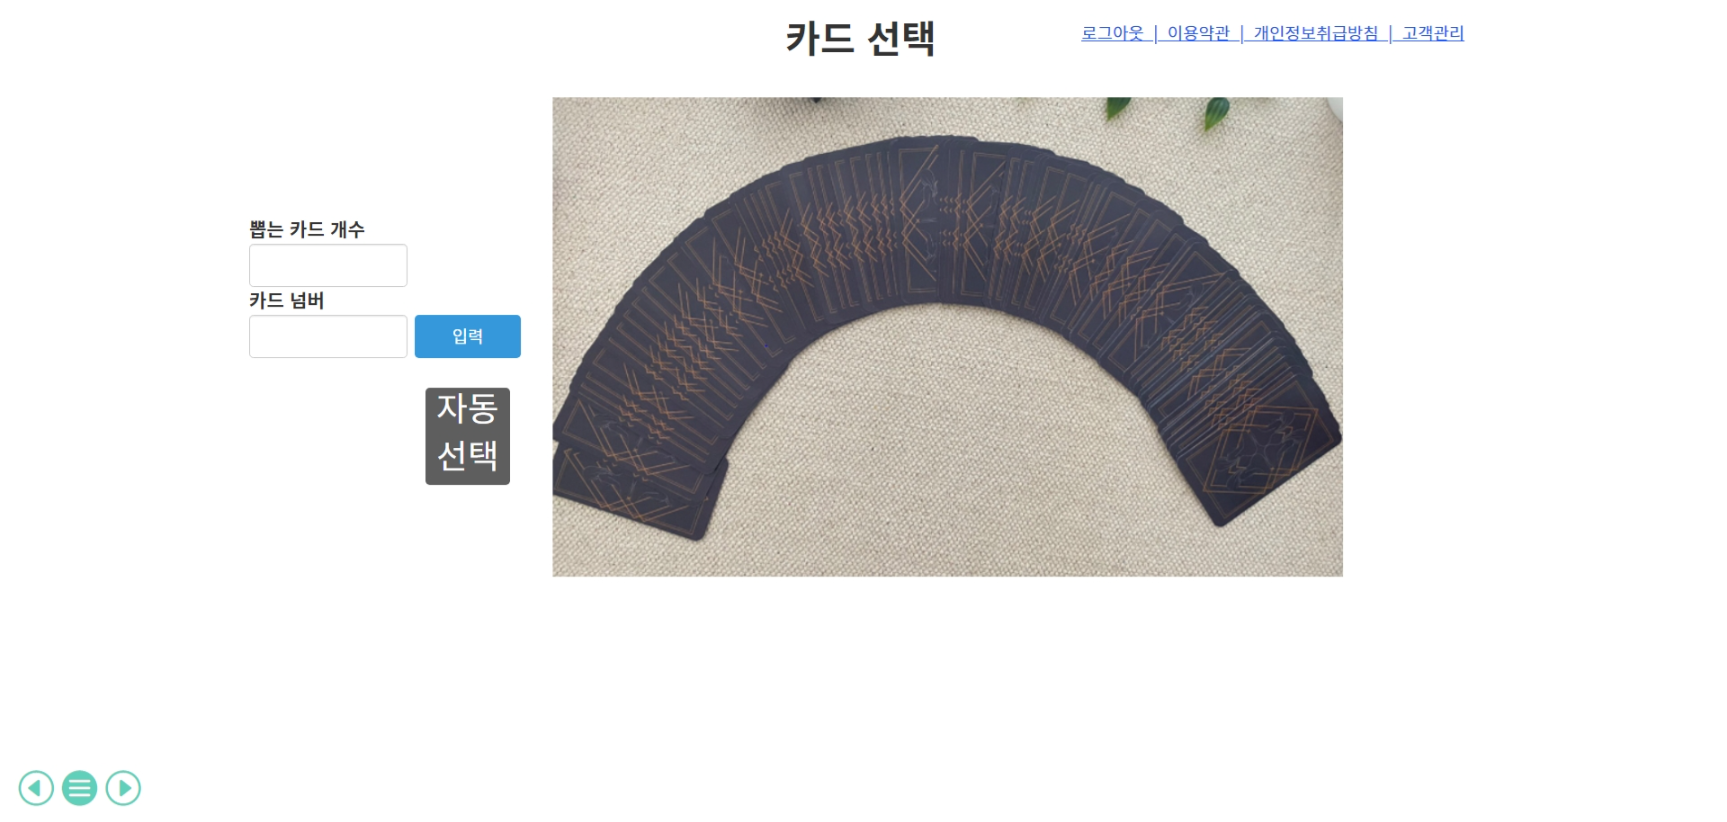 카드 선택
로그아웃 | 이용약관 | 개인정보취급방침 | 고객관리
뽑는 카드 개수
카드 넘버
입력
자동
선택